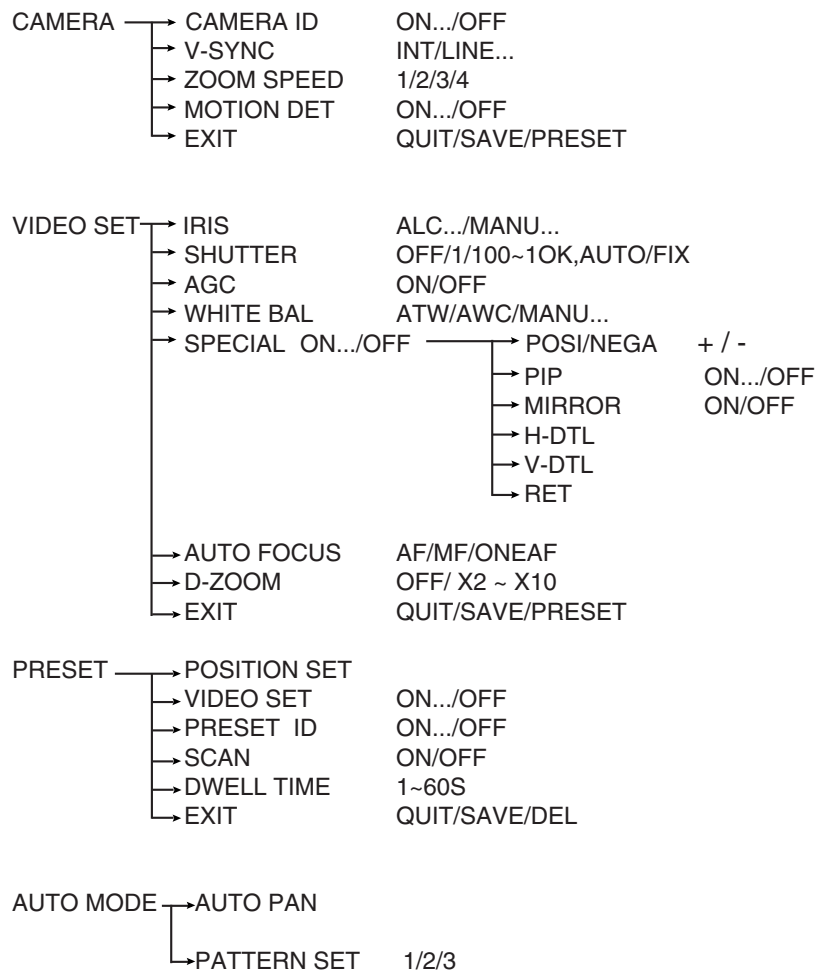 CAMERA CAMERA ID ON.../OFF
V-SYNC INT/LINE...
ZOOM SPEED 1/2/3/4
MOTION DET ON.../OFF
EXIT QUIT/SAVE/PRESET
VIDEO SET IRIS ALC.../MANU...
SHUTTER OFF/1/100~1OK,AUTO/FIX
AGC ON/OFF
WHITE BAL ATW/AWC/MANU...
SPECIAL ON.../OFF POSI/NEGA + / -
PIP ON.../OFF
MIRROR ON/OFF
H-DTL
V-DTL
RET
AUTO FOCUS AF/MF/ONEAF
D-ZOOM OFF/ X2 ~ X10
EXIT QUIT/SAVE/PRESET
PRESET POSITION SET
VIDEO SET ON.../OFF
PRESET ID ON.../OFF
SCAN ON/OFF
DWELL TIME 1~60S
EXIT QUIT/SAVE/DEL
AUTO MODE AUTO PAN
PATTERN SET 1/2/3